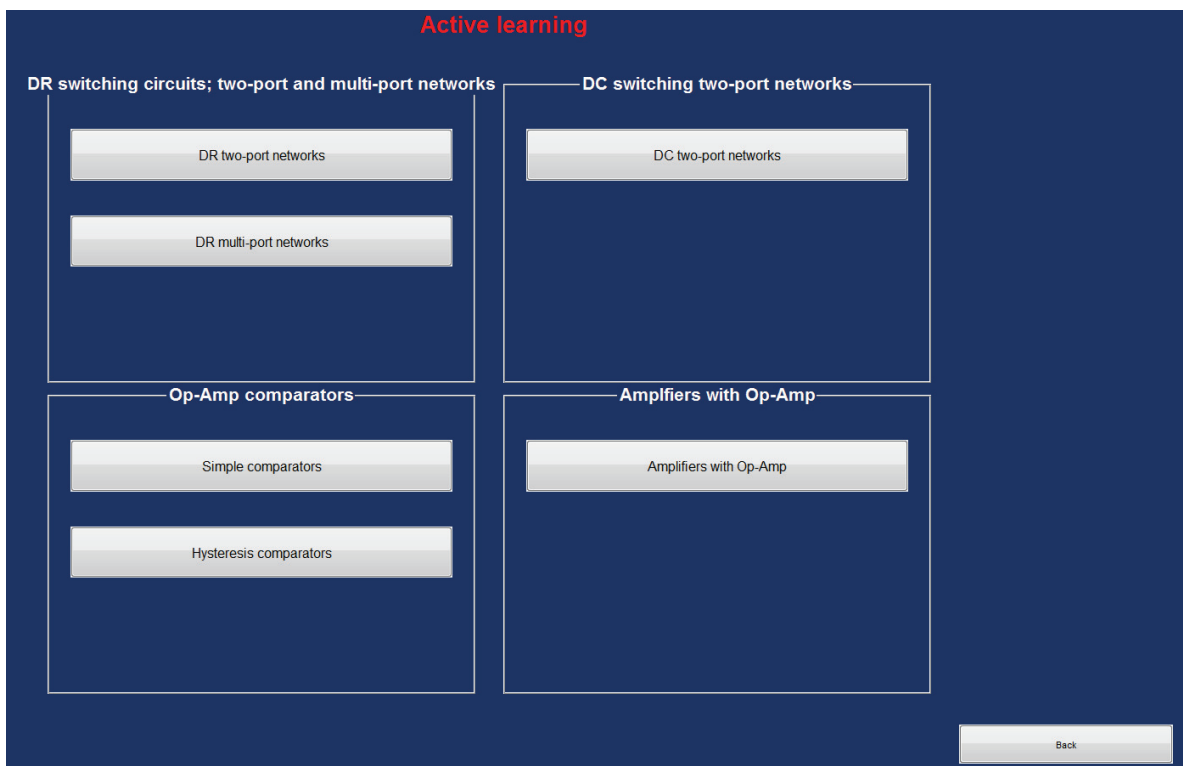 Active learning
DR switching circuits; two-port and multi-port networks
DR two-port networks
DR multi-port networks
DC switching two-port networks
DC two-port networks
Op-Amp comparators
Simple comparators
Hysteresis comparators
Amplfiers with Op-Amp
Amplifiers with Op-Amp
Back